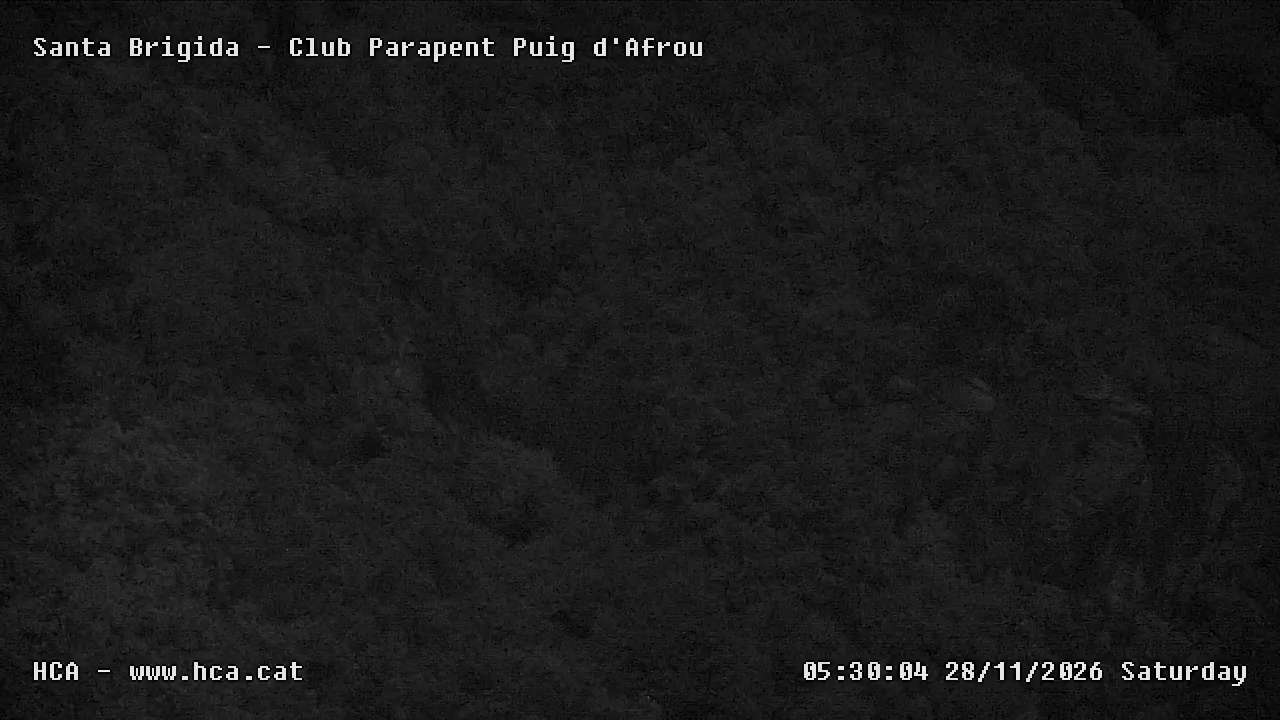 Santa Brigida - Club Parapent Puig d'Afrou
HCA - www.hca.cat
05:30:04 28/11/2026 Saturday